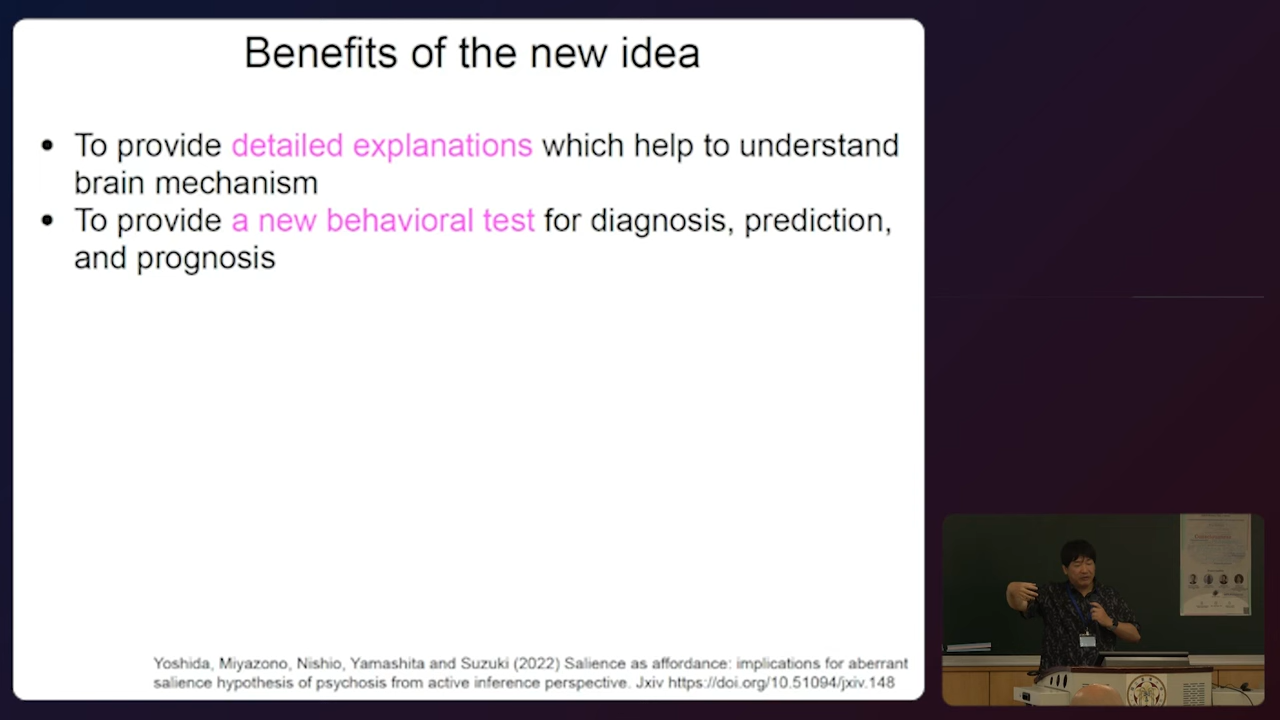 Benefits of the new idea
• To provide detailed explanations which help to understand
brain mechanism
• To provide a new behavioral test for diagnosis, prediction,
and prognosis
Yoshida, Miyazono, Nishio, Yamashita and Suzuki (2022) Salience as affordance: implications for aberrant
salience hypothesis of psychosis from active inference perspective. Jxiv https://doi.org/10.51094/jxiv.148